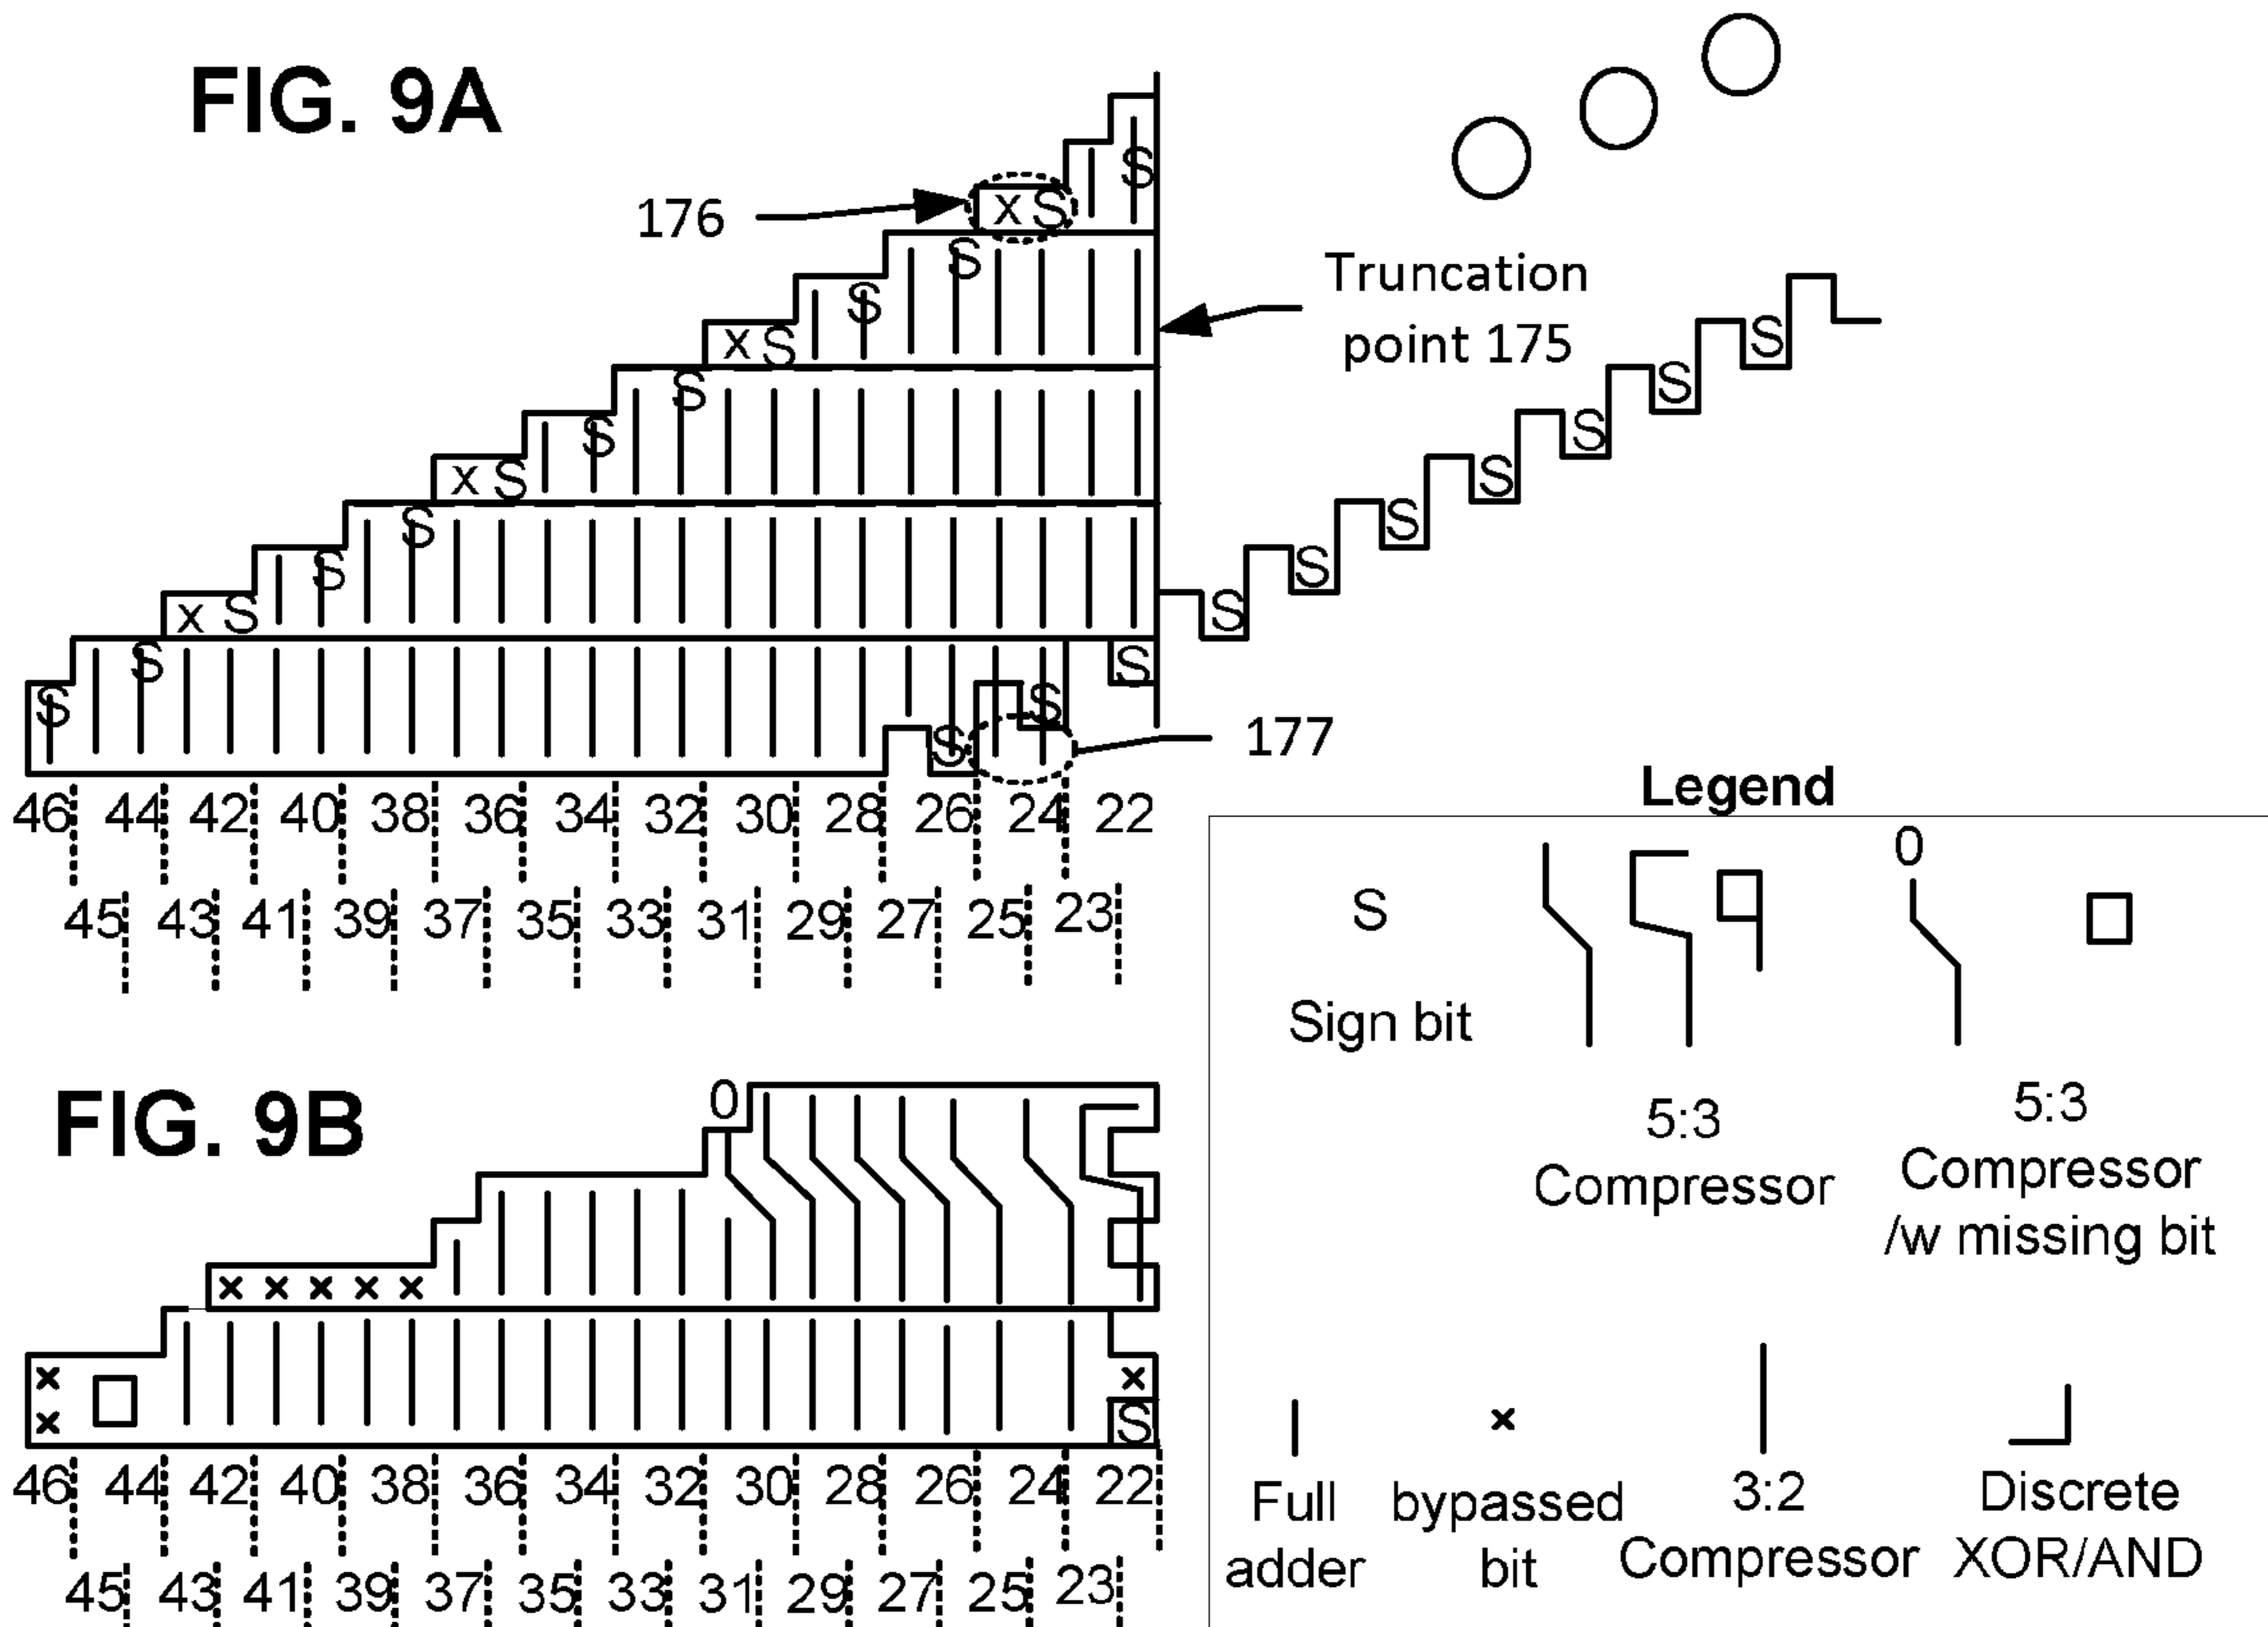 FIG. 9A
S
176
x S
S
Truncation
point 175
S
x S
S
S
S
S
S
x S
S
S
S
S
S
x S
S
S
S
S
S
S
S
177
46 44 42 40 38 36 34 32 30 28 26 24 22
45 43 41 39 37 35 33 31 29 27 25 23
Legend
0
S
Sign bit
5:3
Compressor
5:3
Compressor
/w missing bit
FIG. 9B
0
x x x x x
x x
x S
46 44 42 40 38 36 34 32 30 28 26 24 22
45 43 41 39 37 35 33 31 29 27 25 23
x
Full
adder
bypassed
bit
3:2
Compressor
Discrete
XOR/AND